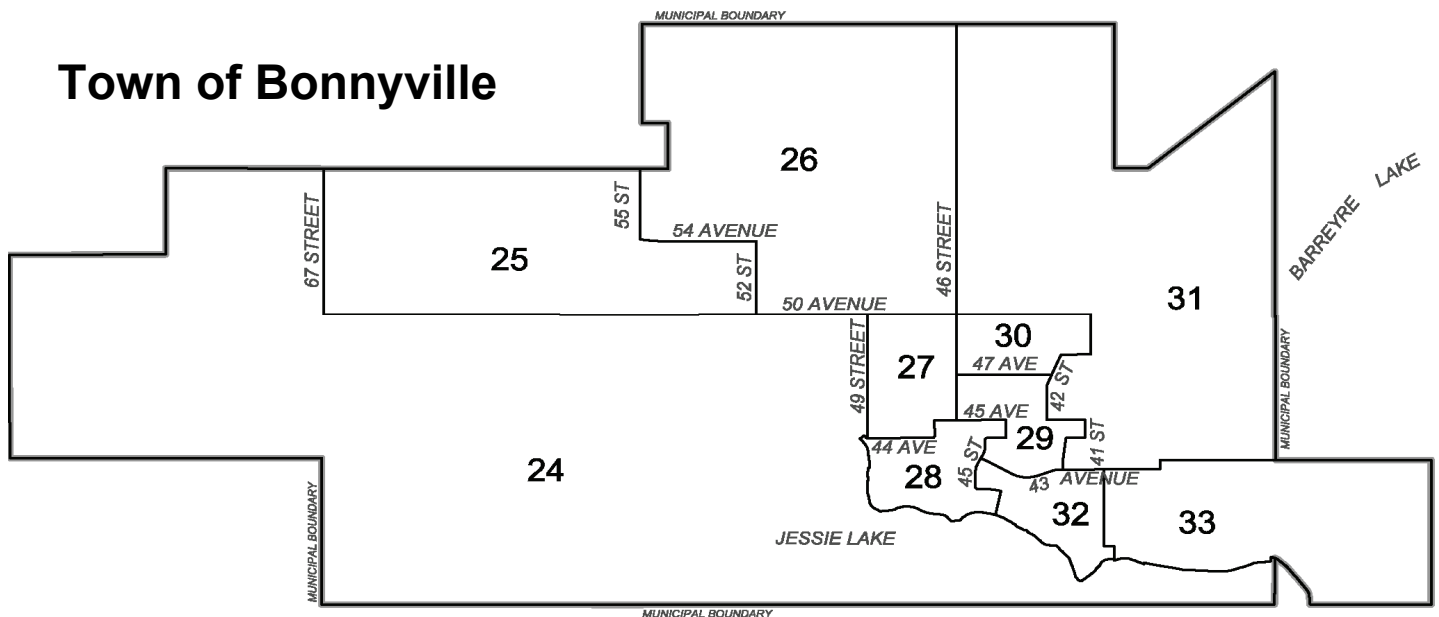 MUNICIPAL BOUNDARY
Town of Bonnyville
26
BARREYRE LAKE
67 STREET
55 ST
54 AVENUE
25
52 ST
46 STREET
50 AVENUE
31
49 STREET
30
27
47 AVE
42 ST
MUNICIPAL BOUNDARY
45 AVE
29
41 ST
44 AVE
45 ST
24
28
43 AVENUE
32
33
MUNICIPAL BOUNDARY
JESSIE LAKE
MUNICIPAL BOUNDARY